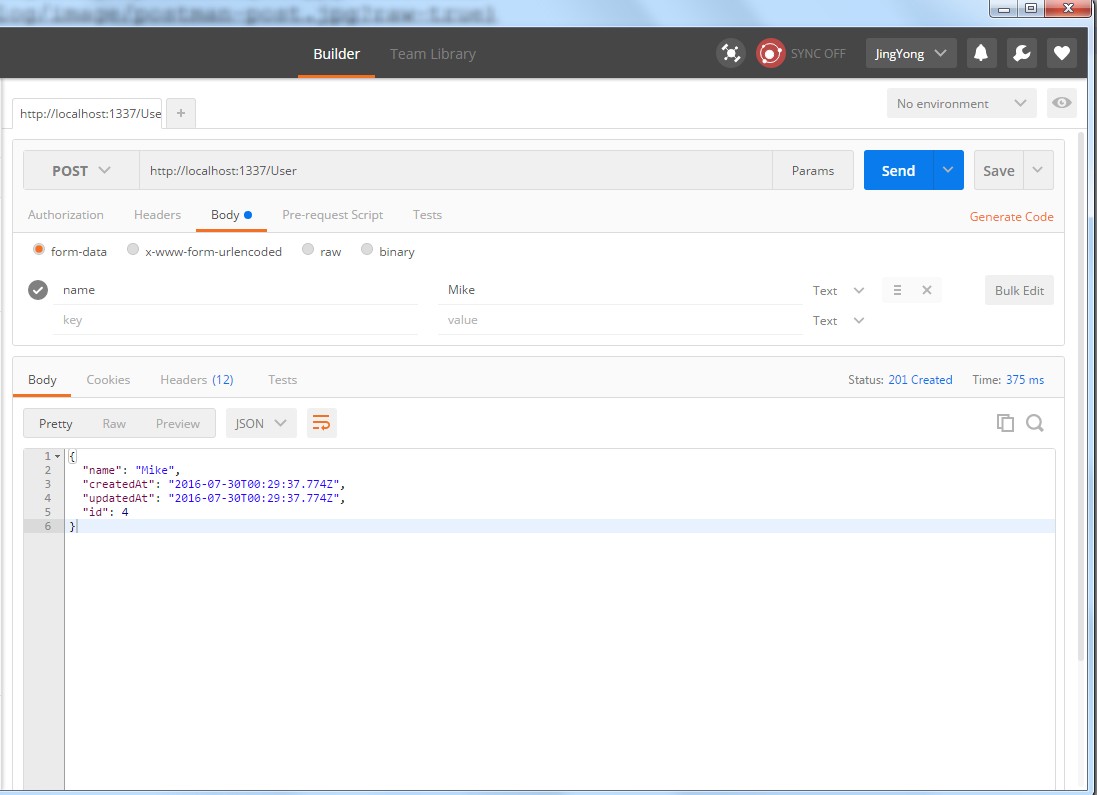 log/image/postman-post.jpg?raw=true)
Builder Team Library SYNC OFF JingYong
http://localhost:1337/Use + No environment
POST http://localhost:1337/User Params Send Save
Authorization Headers Body Pre-request Script Tests Generate Code
form-data x-www-form-urlencoded raw binary
name Mike Text Bulk Edit
key value Text
Body Cookies Headers (12) Tests Status: 201 Created Time: 375 ms
Pretty Raw Preview JSON
1 {
2 "name": "Mike",
3 "createdAt": "2016-07-30T00:29:37.774Z",
4 "updatedAt": "2016-07-30T00:29:37.774Z",
5 "id": 4
6 }